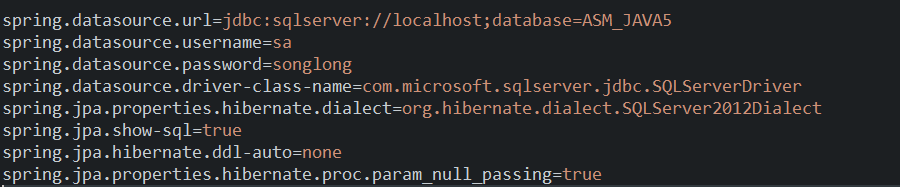 spring.datasource.url=jdbc:sqlserver://localhost;database=ASM_JAVA5
spring.datasource.username=sa
spring.datasource.password=songlong
spring.datasource.driver-class-name=com.microsoft.sqlserver.jdbc.SQLServerDriver
spring.jpa.properties.hibernate.dialect=org.hibernate.dialect.SQLServer2012Dialect
spring.jpa.show-sql=true
spring.jpa.hibernate.ddl-auto=none
spring.jpa.properties.hibernate.proc.param_null_passing=true